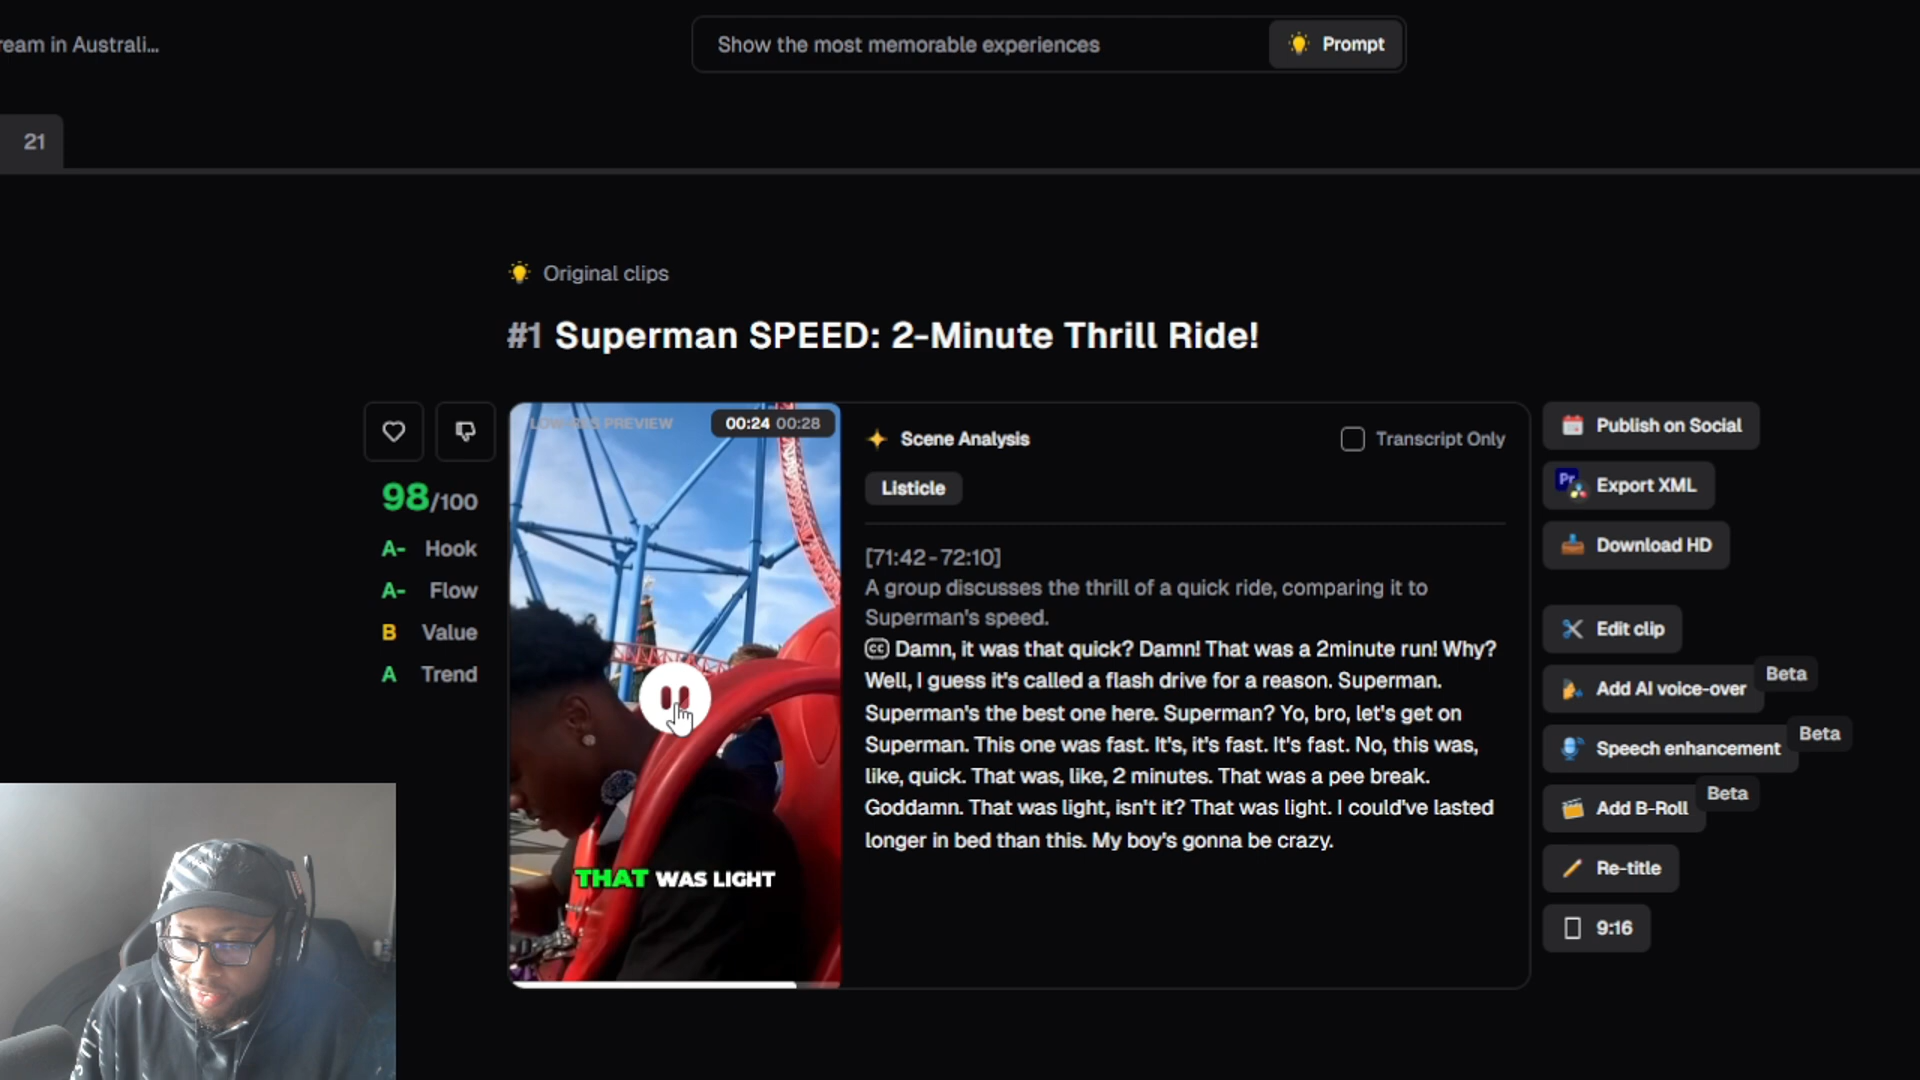 ream in Australi...
Show the most memorable experiences
Prompt
21
Original clips
#1 Superman SPEED: 2-Minute Thrill Ride!
98/100
A- Hook
A- Flow
B Value
A Trend
LOW-RES PREVIEW
00:24 00:28
THAT WAS LIGHT
Scene Analysis
Transcript Only
Listicle
[71:42 - 72:10]
A group discusses the thrill of a quick ride, comparing it to
Superman's speed.
CC Damn, it was that quick? Damn! That was a 2minute run! Why?
Well, I guess it's called a flash drive for a reason. Superman.
Superman's the best one here. Superman? Yo, bro, let's get on
Superman. This one was fast. It's, it's fast. It's fast. No, this was,
like, quick. That was, like, 2 minutes. That was a pee break.
Goddamn. That was light, isn't it? That was light. I could've lasted
longer in bed than this. My boy's gonna be crazy.
Publish on Social
Pr Export XML
Download HD
Edit clip
Add AI voice-over Beta
Speech enhancement Beta
Add B-Roll Beta
Re-title
9:16